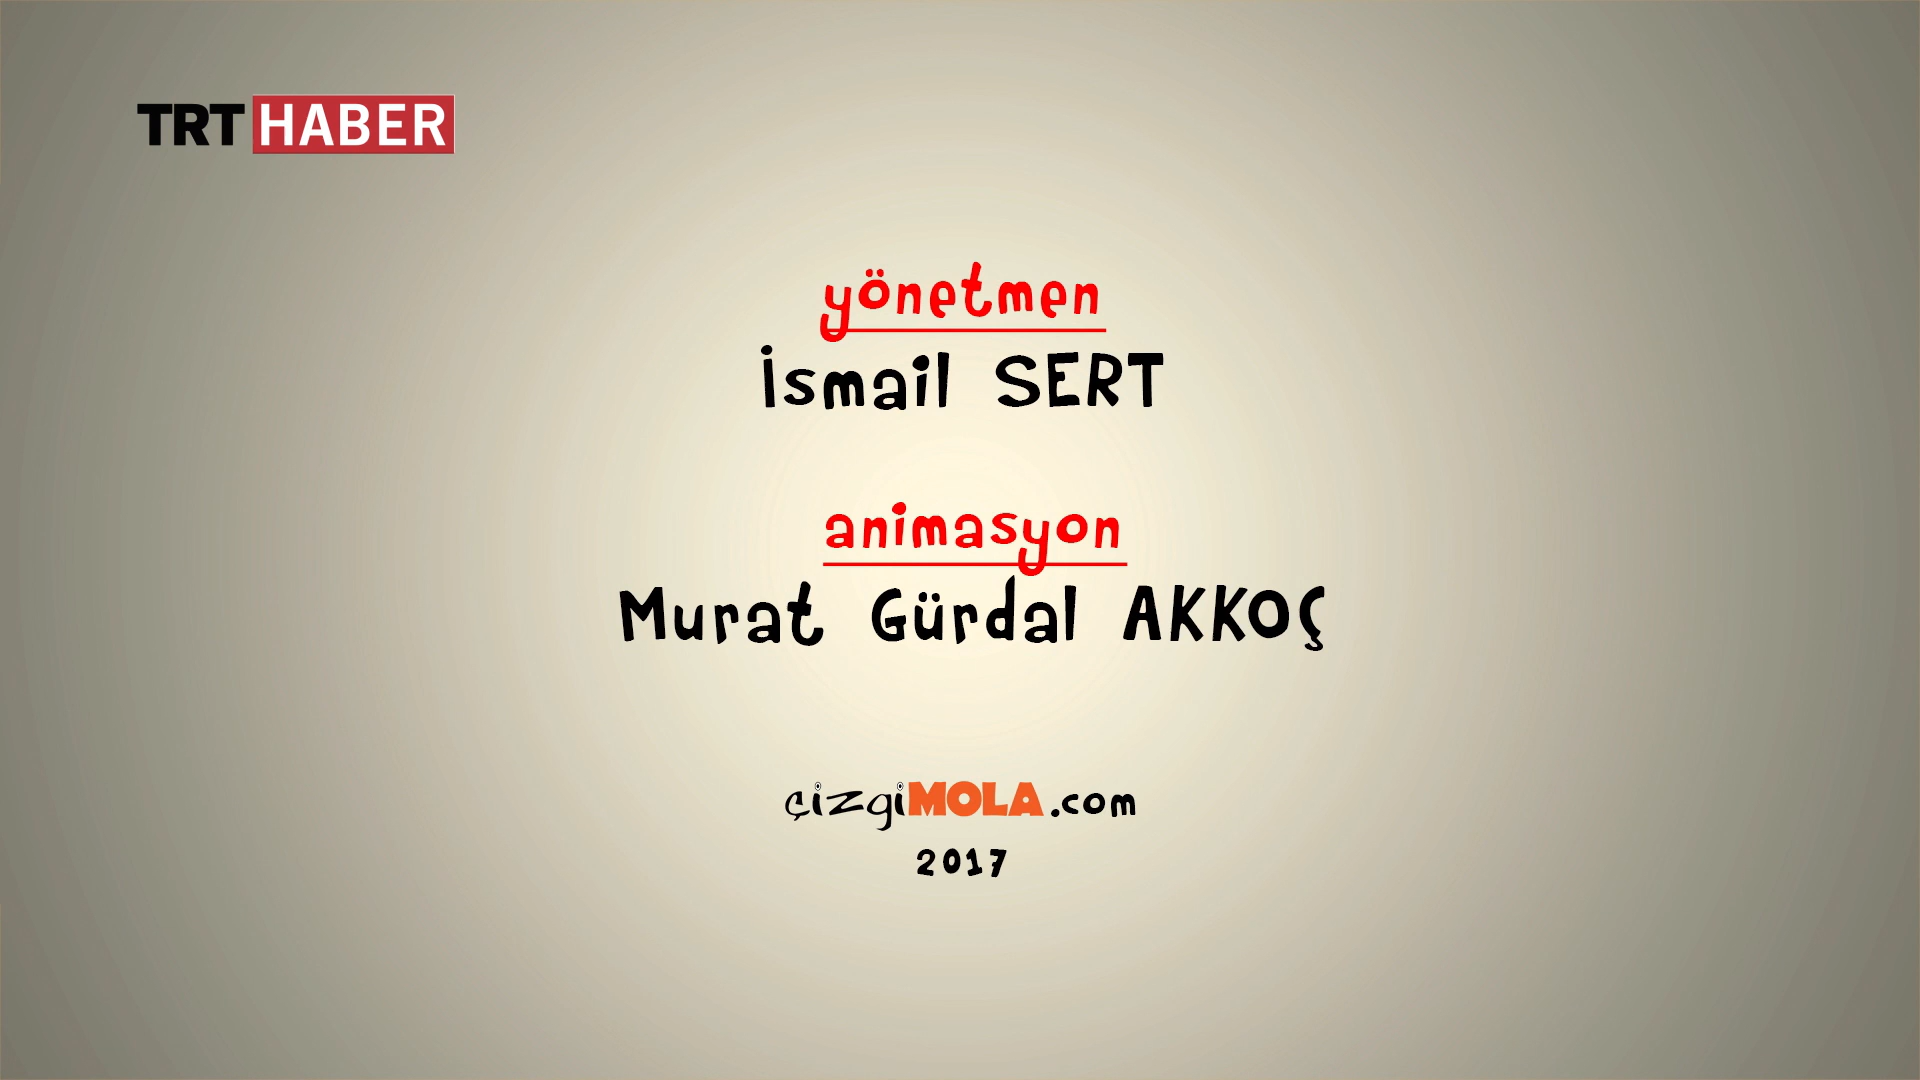 TRT HABER
yönetmen
İsmail SERT
animasyon
Murat Gürdal AKKOÇ
çizgiMOLA.com
2017